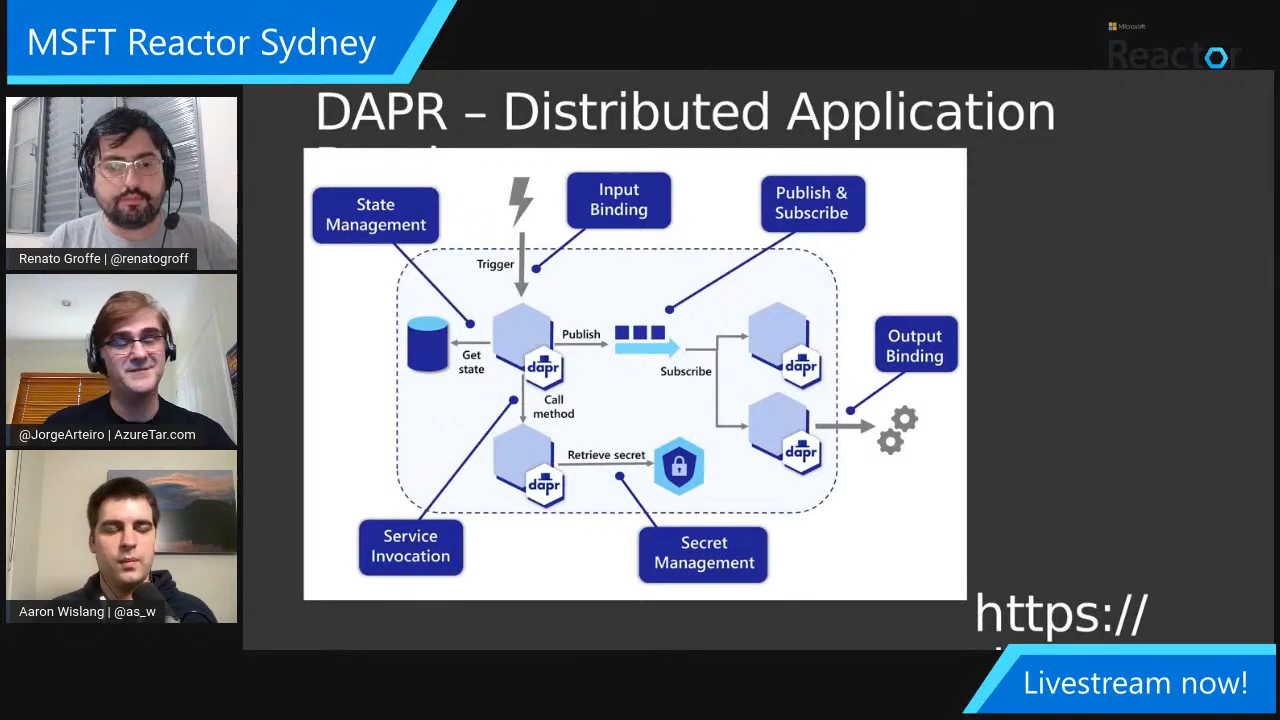 MSFT Reactor Sydney
Microsoft
Reactor
Renato Groffe | @renatogroff
@JorgeArteiro | AzureTar.com
Aaron Wislang | @as_w
DAPR – Distributed Application
State
Management
Input
Binding
Publish &
Subscribe
Trigger
Publish
Get
state
dapr
Subscribe
dapr
Output
Binding
Call
method
Retrieve secret
dapr
dapr
Service
Invocation
Secret
Management
https://
Livestream now!